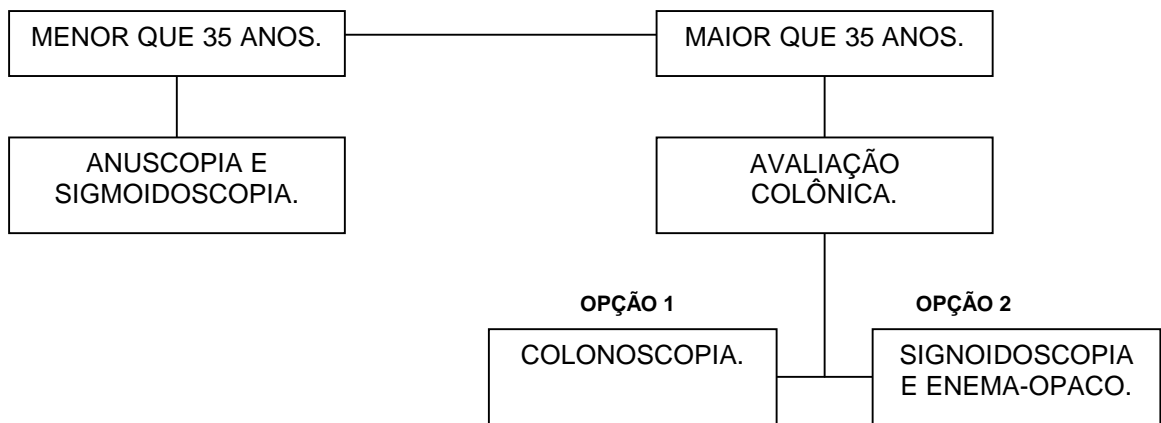 MENOR QUE 35 ANOS.
MAIOR QUE 35 ANOS.
ANUSCOPIA E
SIGMOIDOSCOPIA.
AVALIAÇÃO
COLÔNICA.
OPÇÃO 1
OPÇÃO 2
COLONOSCOPIA.
SIGNOIDOSCOPIA
E ENEMA-OPACO.